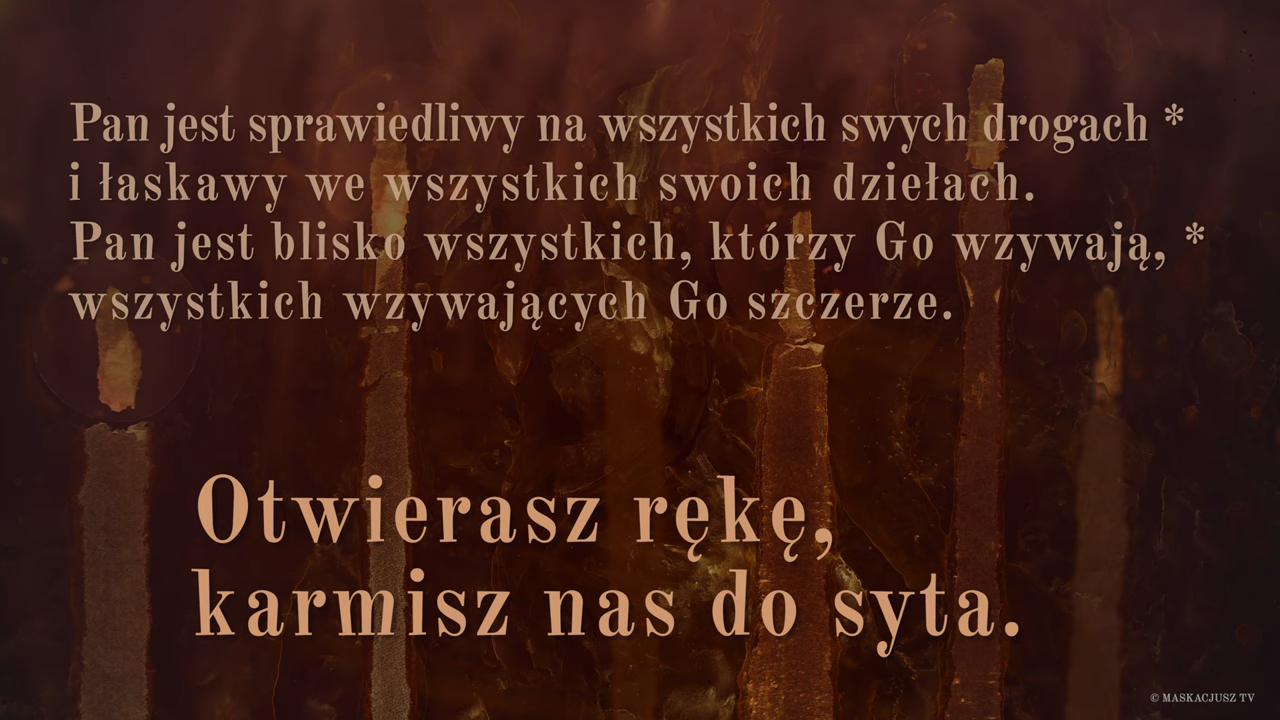 Pan jest sprawiedliwy na wszystkich swych drogach *
i łaskawy we wszystkich swoich dziełach.
Pan jest blisko wszystkich, którzy Go wzywają, *
wszystkich wzywających Go szczerze.
Otwierasz rękę,
karmisz nas do syta.
© MASKACJUSZ TV